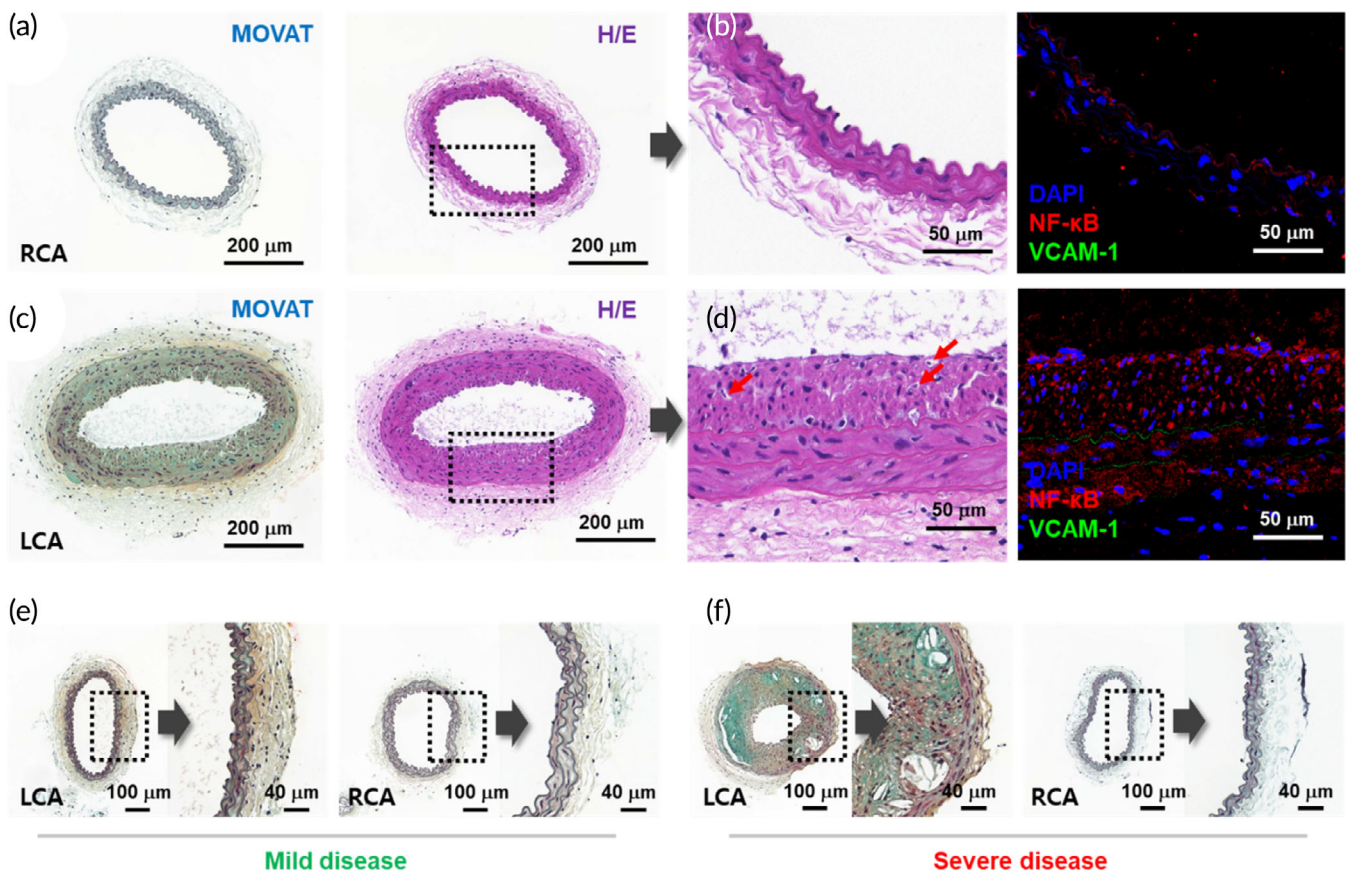 (a)
MOVAT
H/E
RCA
200 μm
200 μm
(b)
50 μm
DAPI
NF-κB
VCAM-1
50 μm
(c)
MOVAT
H/E
LCA
200 μm
200 μm
(d)
50 μm
DAPI
NF-κB
VCAM-1
50 μm
(e)
LCA
100 μm
40 μm
RCA
100 μm
40 μm
Mild disease
(f)
LCA
100 μm
40 μm
RCA
100 μm
40 μm
Severe disease